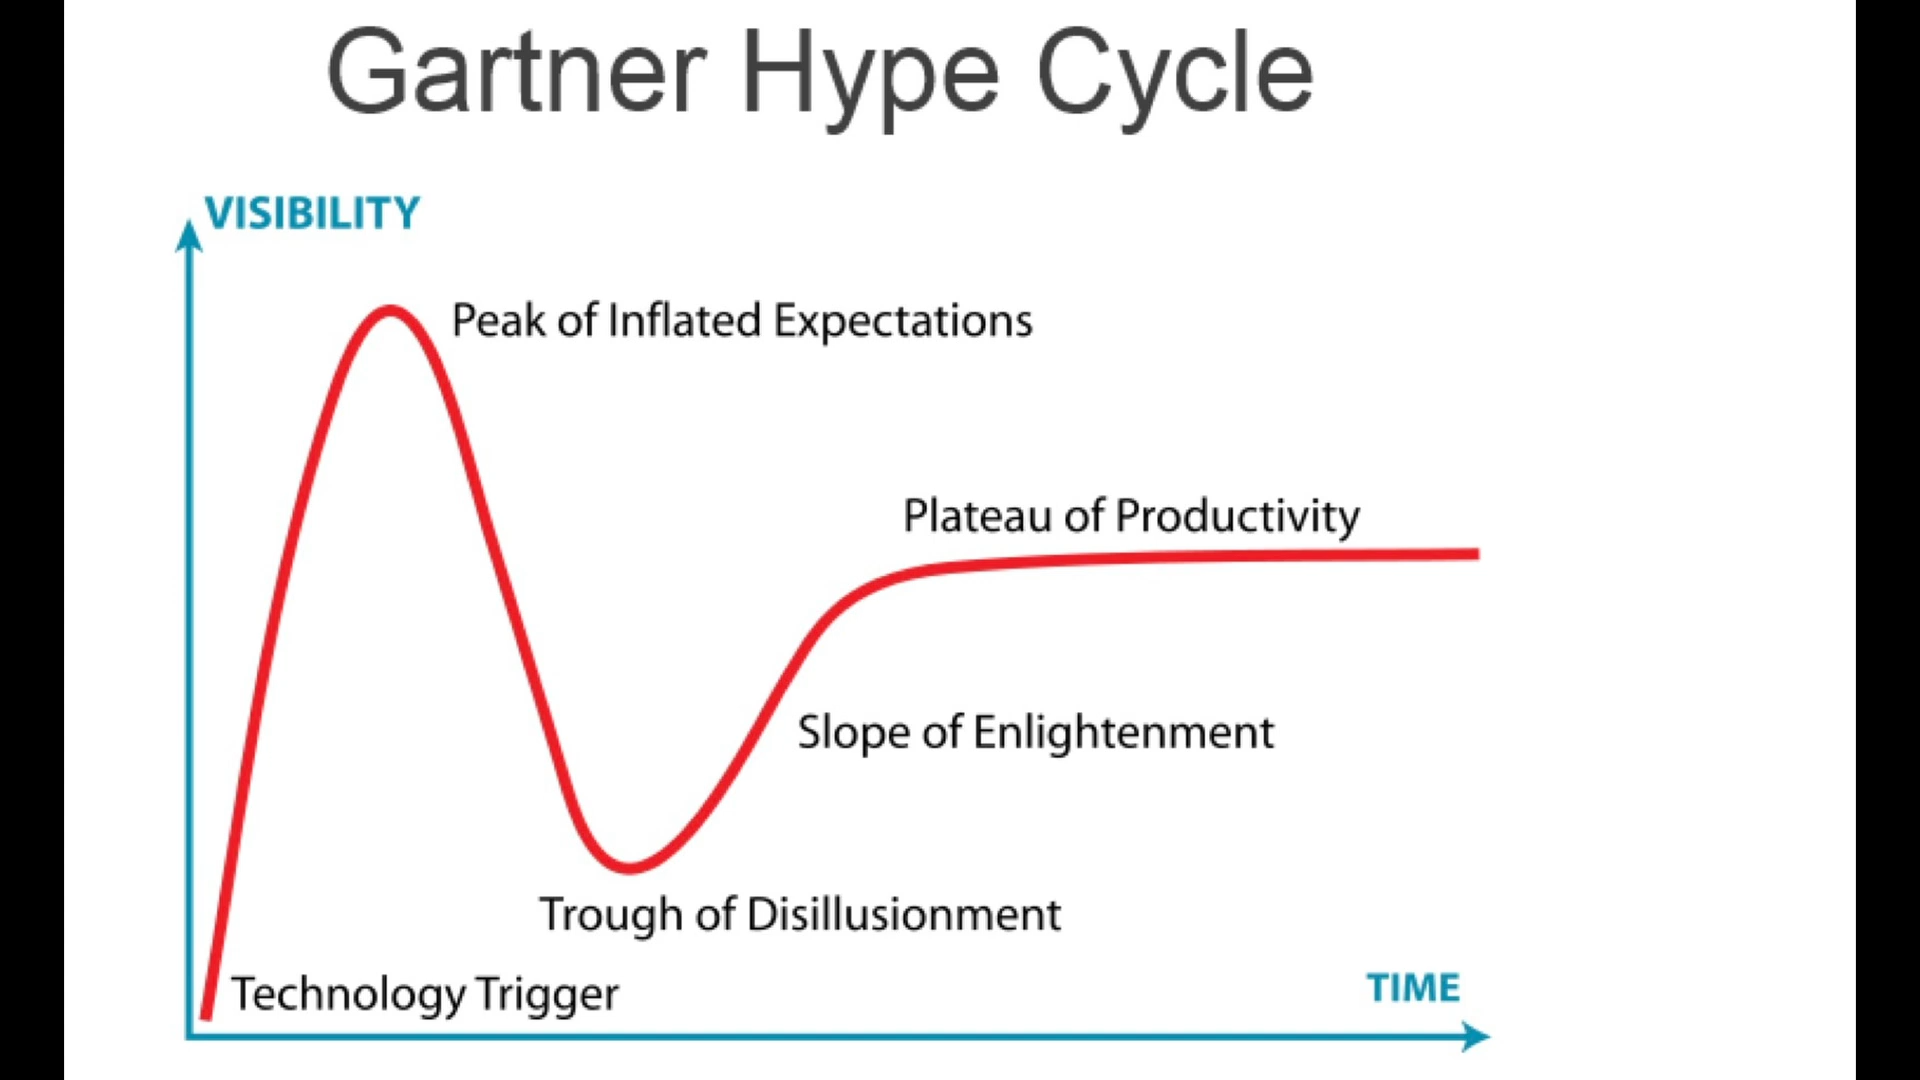 Gartner Hype Cycle
VISIBILITY
Peak of Inflated Expectations
Plateau of Productivity
Slope of Enlightenment
Trough of Disillusionment
Technology Trigger
TIME